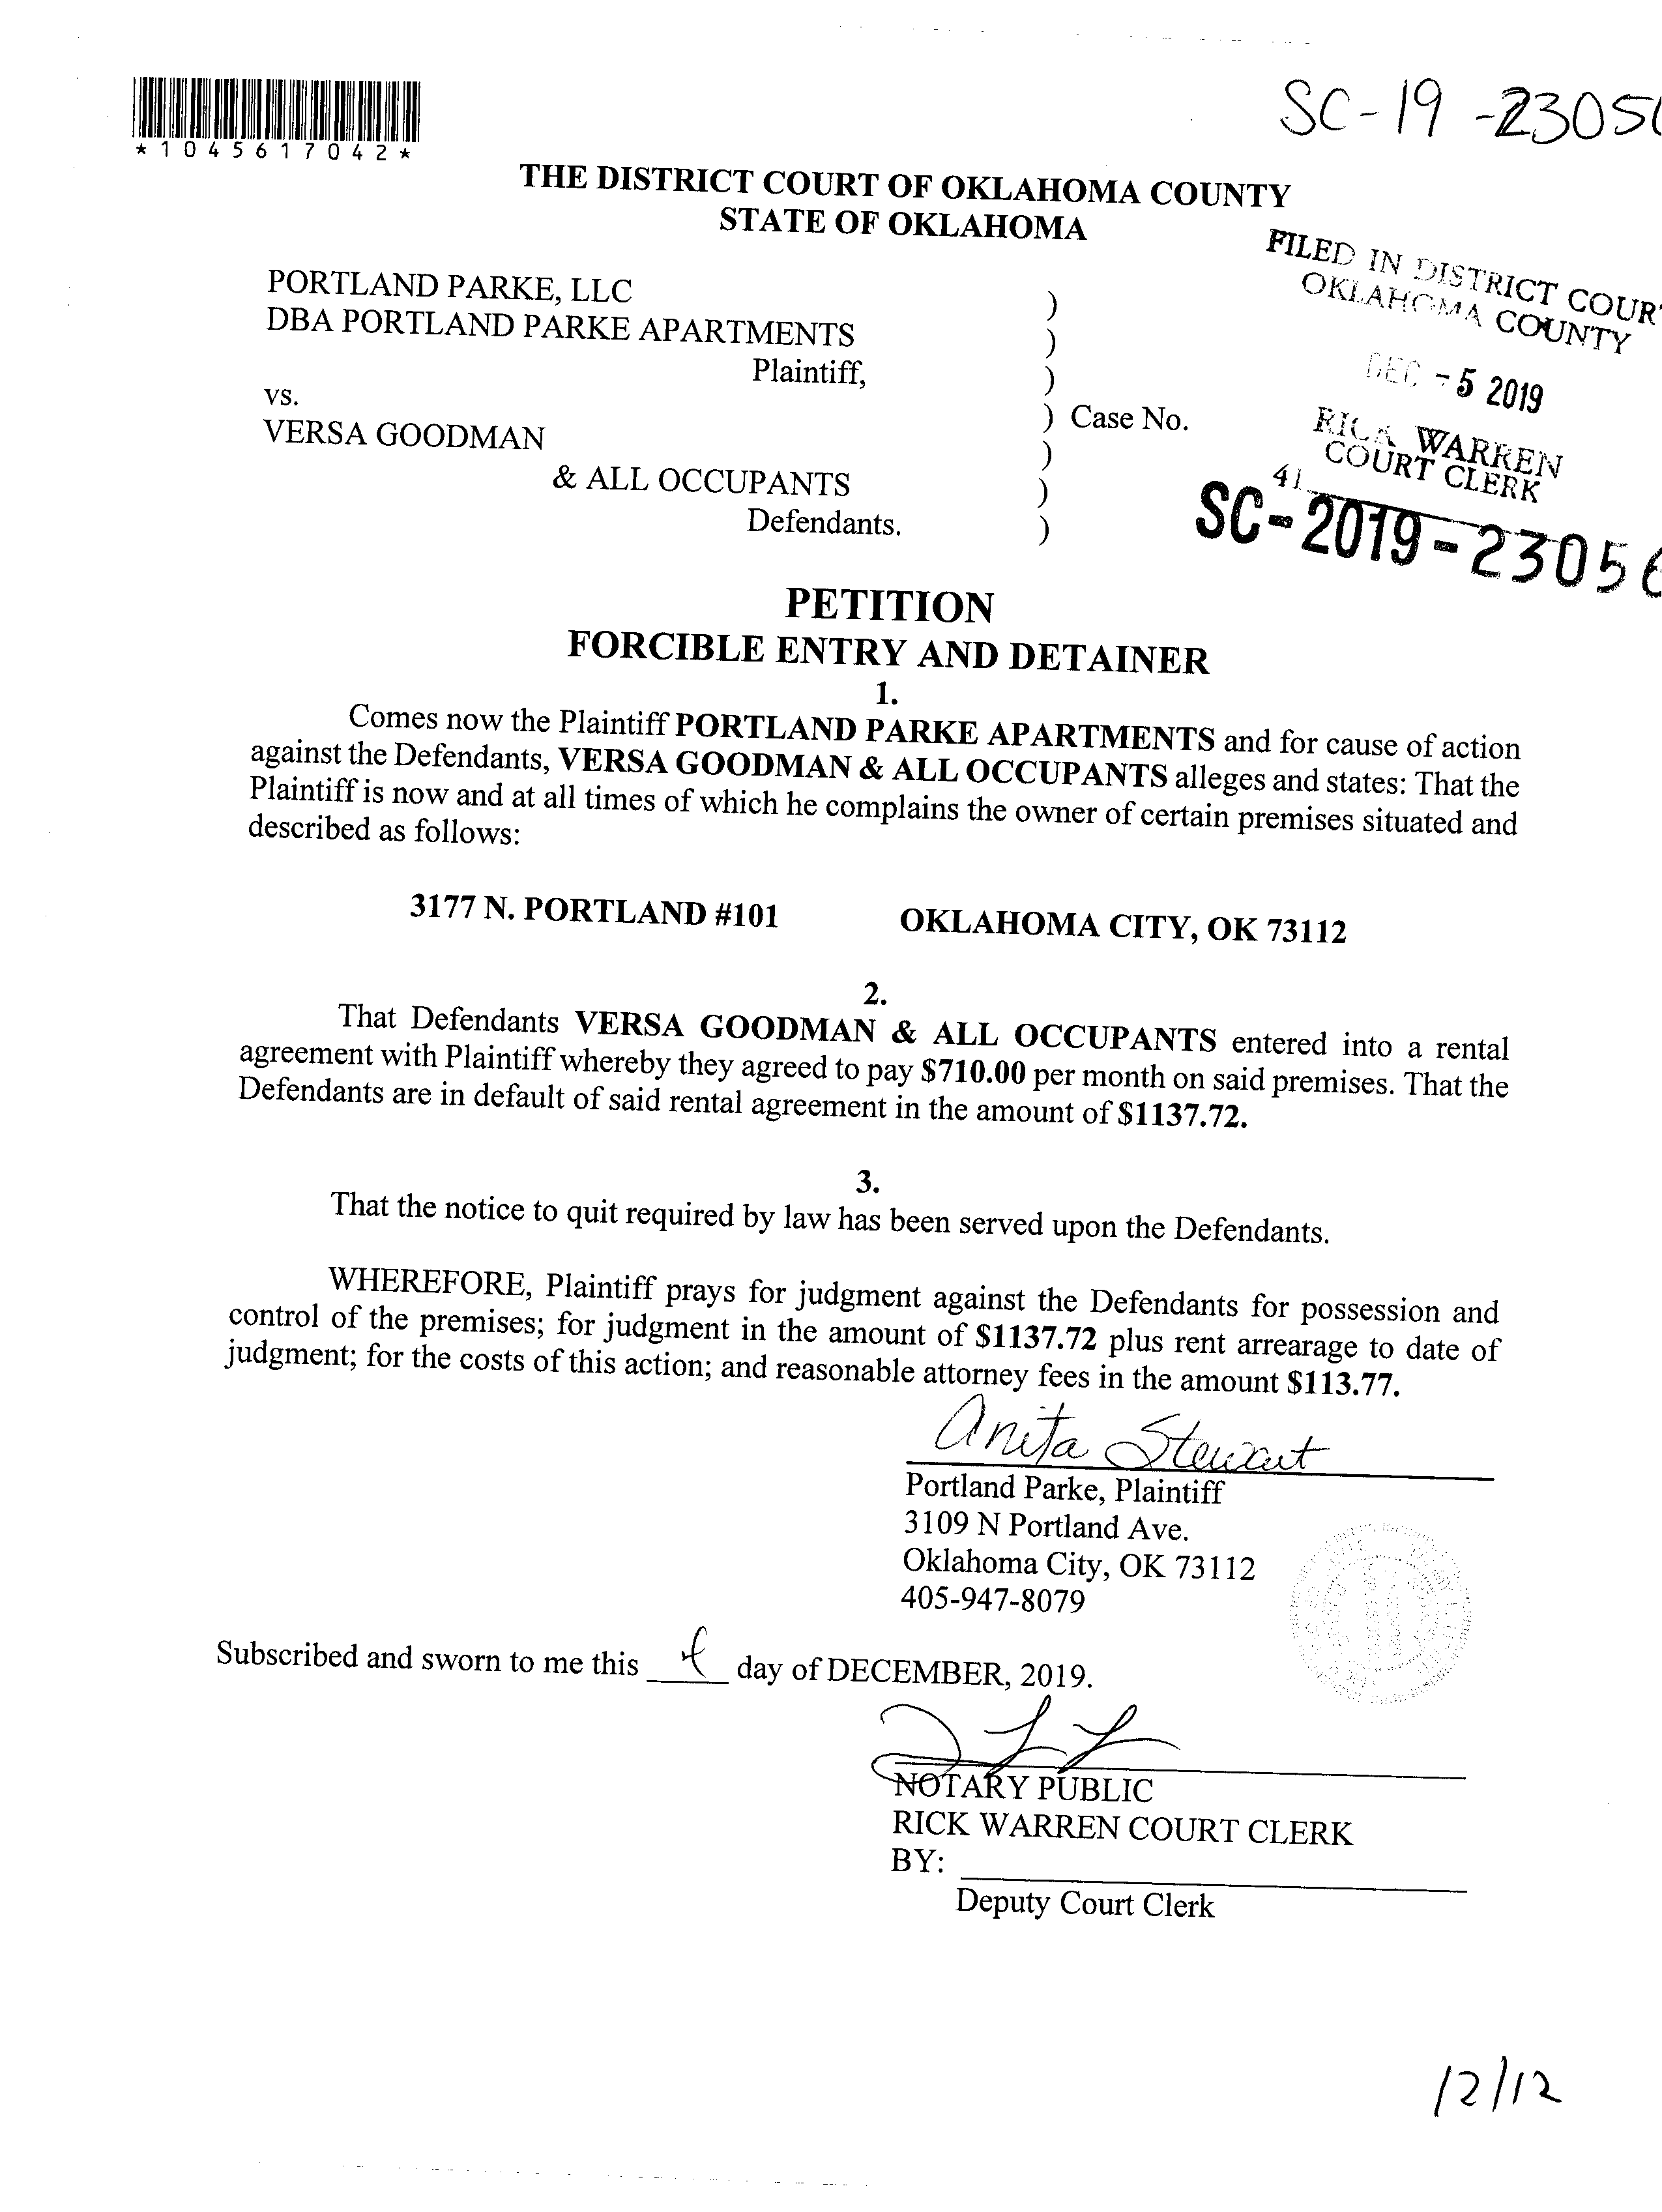 SC-19-2305
*1045617042*
THE DISTRICT COURT OF OKLAHOMA COUNTY
STATE OF OKLAHOMA
FILED IN DISTRICT COUR
OKLAHOMA COUNTY
DEC -5 2019
RICK WARREN
COURT CLERK
41
SC-2019-23056
PORTLAND PARKE, LLC )
DBA PORTLAND PARKE APARTMENTS )
Plaintiff, )
vs. ) Case No.
VERSA GOODMAN )
& ALL OCCUPANTS )
Defendants. )
PETITION
FORCIBLE ENTRY AND DETAINER
1.
Comes now the Plaintiff PORTLAND PARKE APARTMENTS and for cause of action
against the Defendants, VERSA GOODMAN & ALL OCCUPANTS alleges and states: That the
Plaintiff is now and at all times of which he complains the owner of certain premises situated and
described as follows:
3177 N. PORTLAND #101 OKLAHOMA CITY, OK 73112
2.
That Defendants VERSA GOODMAN & ALL OCCUPANTS entered into a rental
agreement with Plaintiff whereby they agreed to pay $710.00 per month on said premises. That the
Defendants are in default of said rental agreement in the amount of $1137.72.
3.
That the notice to quit required by law has been served upon the Defendants.
WHEREFORE, Plaintiff prays for judgment against the Defendants for possession and
control of the premises; for judgment in the amount of $1137.72 plus rent arrearage to date of
judgment; for the costs of this action; and reasonable attorney fees in the amount $113.77.
Anita Stewart
Portland Parke, Plaintiff
3109 N Portland Ave.
Oklahoma City, OK 73112
405-947-8079
Subscribed and sworn to me this 4 day of DECEMBER, 2019.
NOTARY PUBLIC
RICK WARREN COURT CLERK
BY:
Deputy Court Clerk
12/12